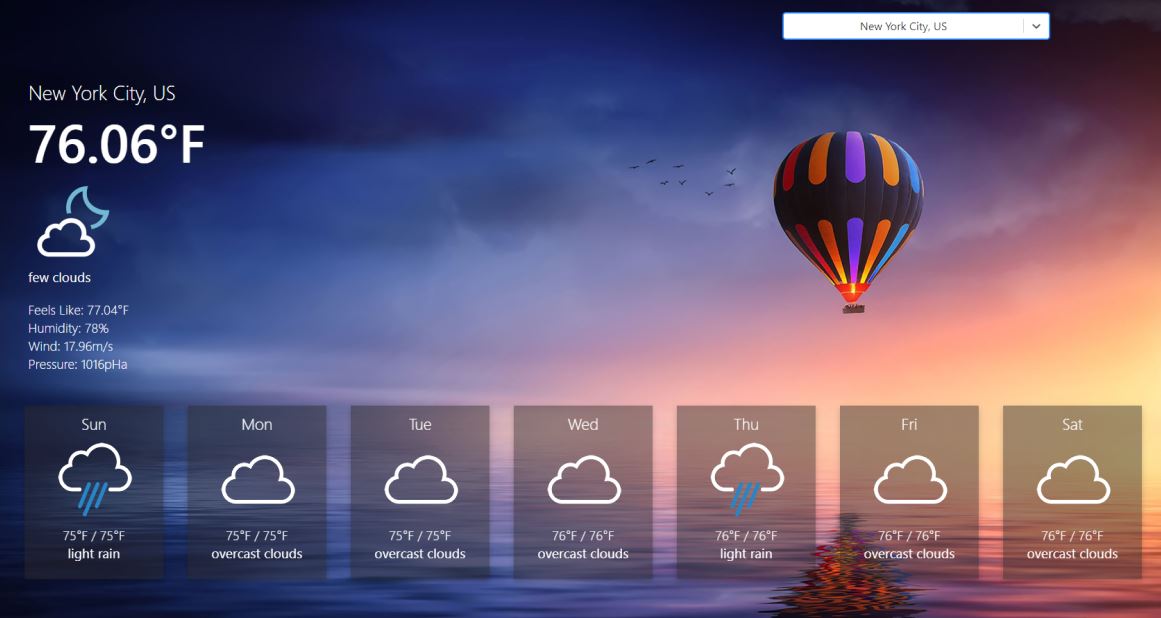 New York City, US
New York City, US
76.06°F
few clouds
Feels Like: 77.04°F
Humidity: 78%
Wind: 17.96m/s
Pressure: 1016pHa
Sun
75°F / 75°F
light rain
Mon
75°F / 75°F
overcast clouds
Tue
75°F / 75°F
overcast clouds
Wed
76°F / 76°F
overcast clouds
Thu
76°F / 76°F
light rain
Fri
76°F / 76°F
overcast clouds
Sat
76°F / 76°F
overcast clouds